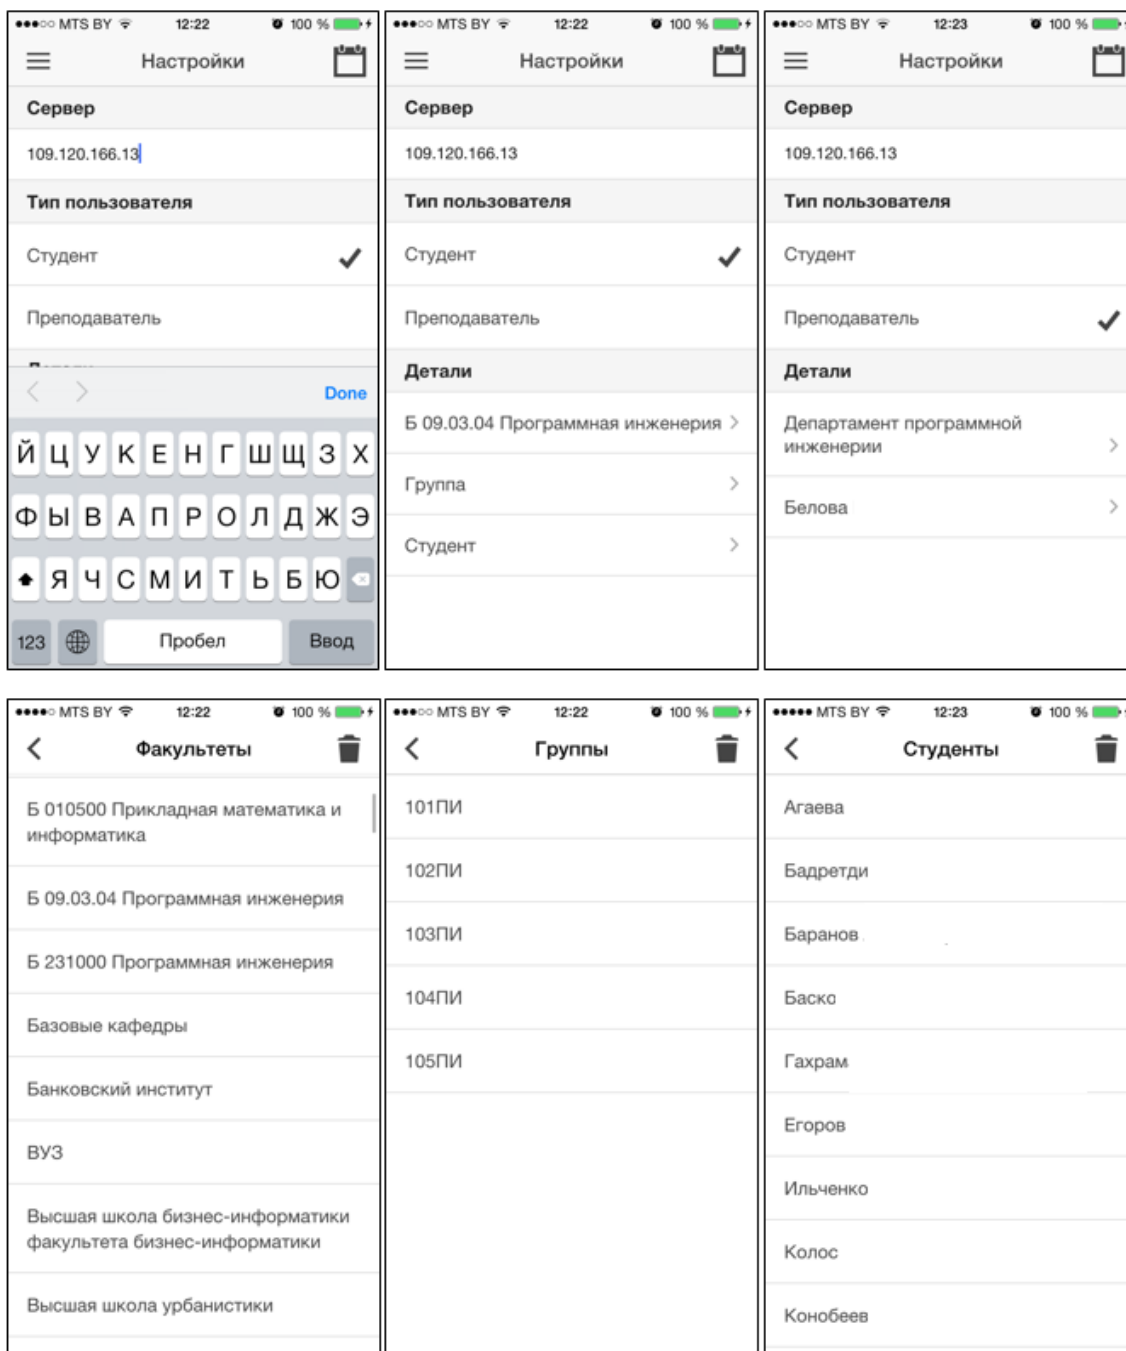 MTS BY 12:22 100 %
Настройки
Сервер
109.120.166.13
Тип пользователя
Студент
Преподаватель
Done
Й Ц У К Е Н Г Ш Щ З Х
Ф Ы В А П Р О Л Д Ж Э
Я Ч С М И Т Ь Б Ю
123 Пробел Ввод
MTS BY 12:22 100 %
Настройки
Сервер
109.120.166.13
Тип пользователя
Студент
Преподаватель
Детали
Б 09.03.04 Программная инженерия
Группа
Студент
MTS BY 12:23 100 %
Настройки
Сервер
109.120.166.13
Тип пользователя
Студент
Преподаватель
Детали
Департамент программной
инженерии
Белова
MTS BY 12:22 100 %
Факультеты
Б 010500 Прикладная математика и
информатика
Б 09.03.04 Программная инженерия
Б 231000 Программная инженерия
Базовые кафедры
Банковский институт
ВУЗ
Высшая школа бизнес-информатики
факультета бизнес-информатики
Высшая школа урбанистики
MTS BY 12:22 100 %
Группы
101ПИ
102ПИ
103ПИ
104ПИ
105ПИ
MTS BY 12:23 100 %
Студенты
Агаева
Бадретди
Баранов
Баско
Гахрам
Егоров
Ильченко
Колос
Конобеев